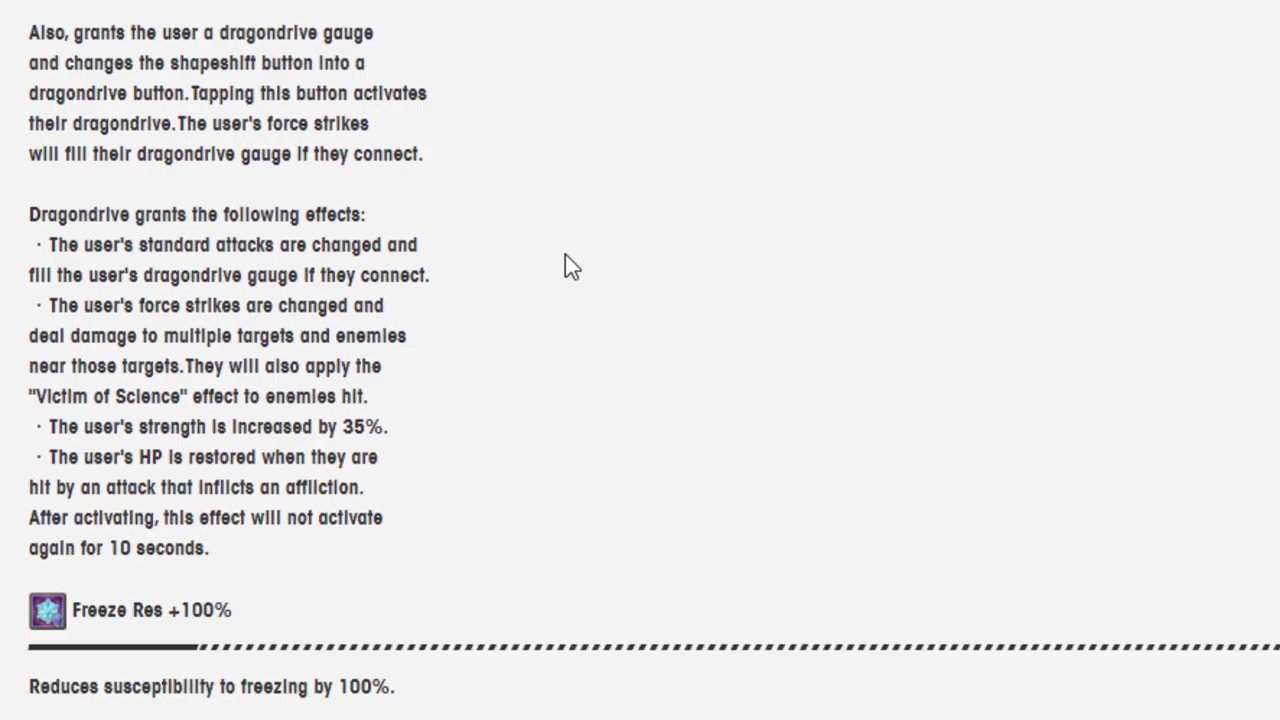 Also, grants the user a dragondrive gauge
and changes the shapeshift button into a
dragondrive button.Tapping this button activates
their dragondrive.The user's force strikes
will fill their dragondrive gauge if they connect.
Dragondrive grants the following effects:
・The user's standard attacks are changed and
fill the user's dragondrive gauge if they connect.
・The user's force strikes are changed and
deal damage to multiple targets and enemies
near those targets.They will also apply the
"Victim of Science" effect to enemies hit.
・The user's strength is increased by 35%.
・The user's HP is restored when they are
hit by an attack that inflicts an affliction.
After activating, this effect will not activate
again for 10 seconds.
Freeze Res +100%
Reduces susceptibility to freezing by 100%.